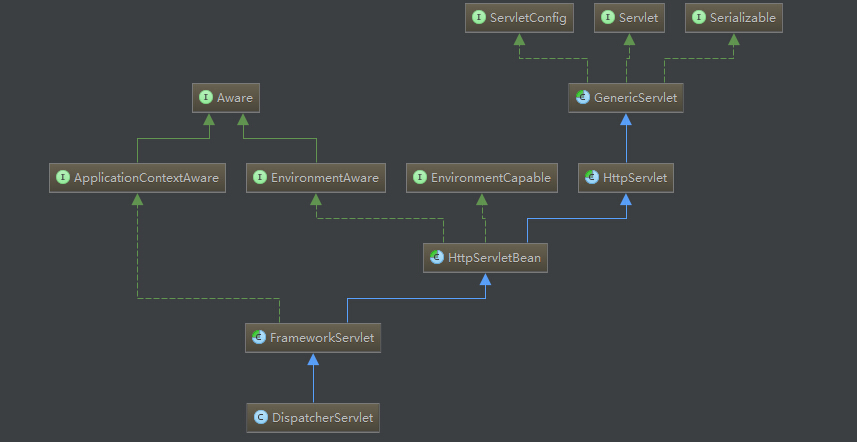 ServletConfig
Servlet
Serializable
Aware
GenericServlet
ApplicationContextAware
EnvironmentAware
EnvironmentCapable
HttpServlet
HttpServletBean
FrameworkServlet
DispatcherServlet